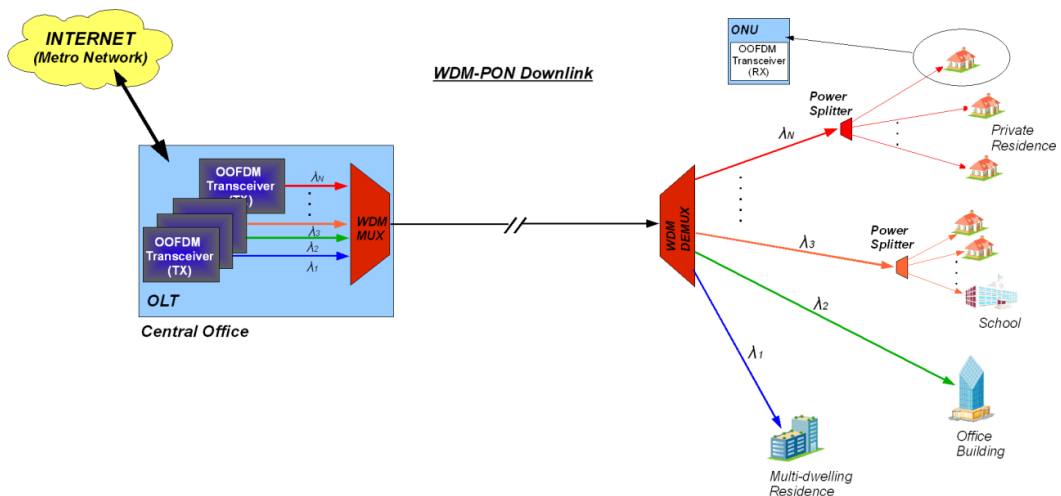 INTERNET
(Metro Network)
WDM-PON Downlink
ONU
OOFDM
Transceiver
(RX)
Power
Splitter
λN
Private
Residence
OOFDM
Transceiver
(TX)
λN
λ3
λ2
λ1
WDM
MUX
OOFDM
Transceiver
(TX)
OLT
Central Office
WDM
DEMUX
λ3
Power
Splitter
School
λ2
λ1
Office
Building
Multi-dwelling
Residence